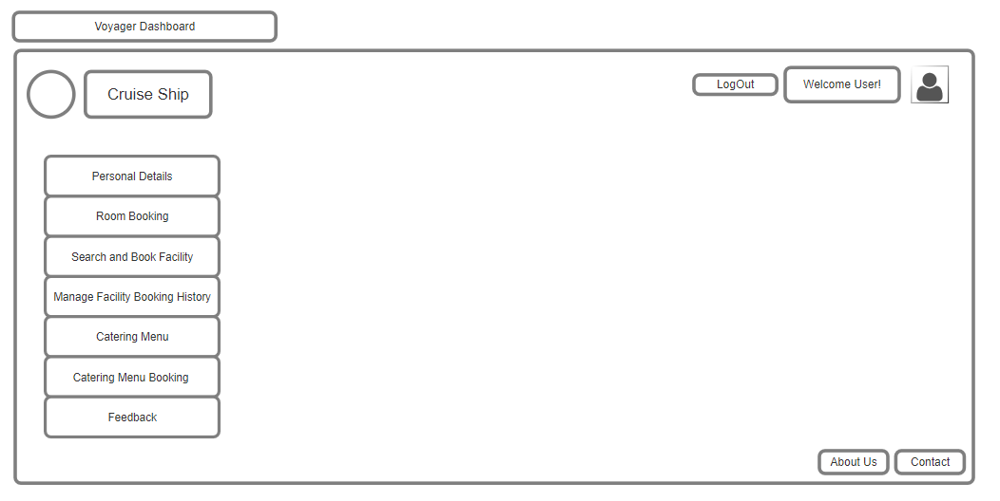 Voyager Dashboard
Cruise Ship
LogOut
Welcome User!
Personal Details
Room Booking
Search and Book Facility
Manage Facility Booking History
Catering Menu
Catering Menu Booking
Feedback
About Us
Contact